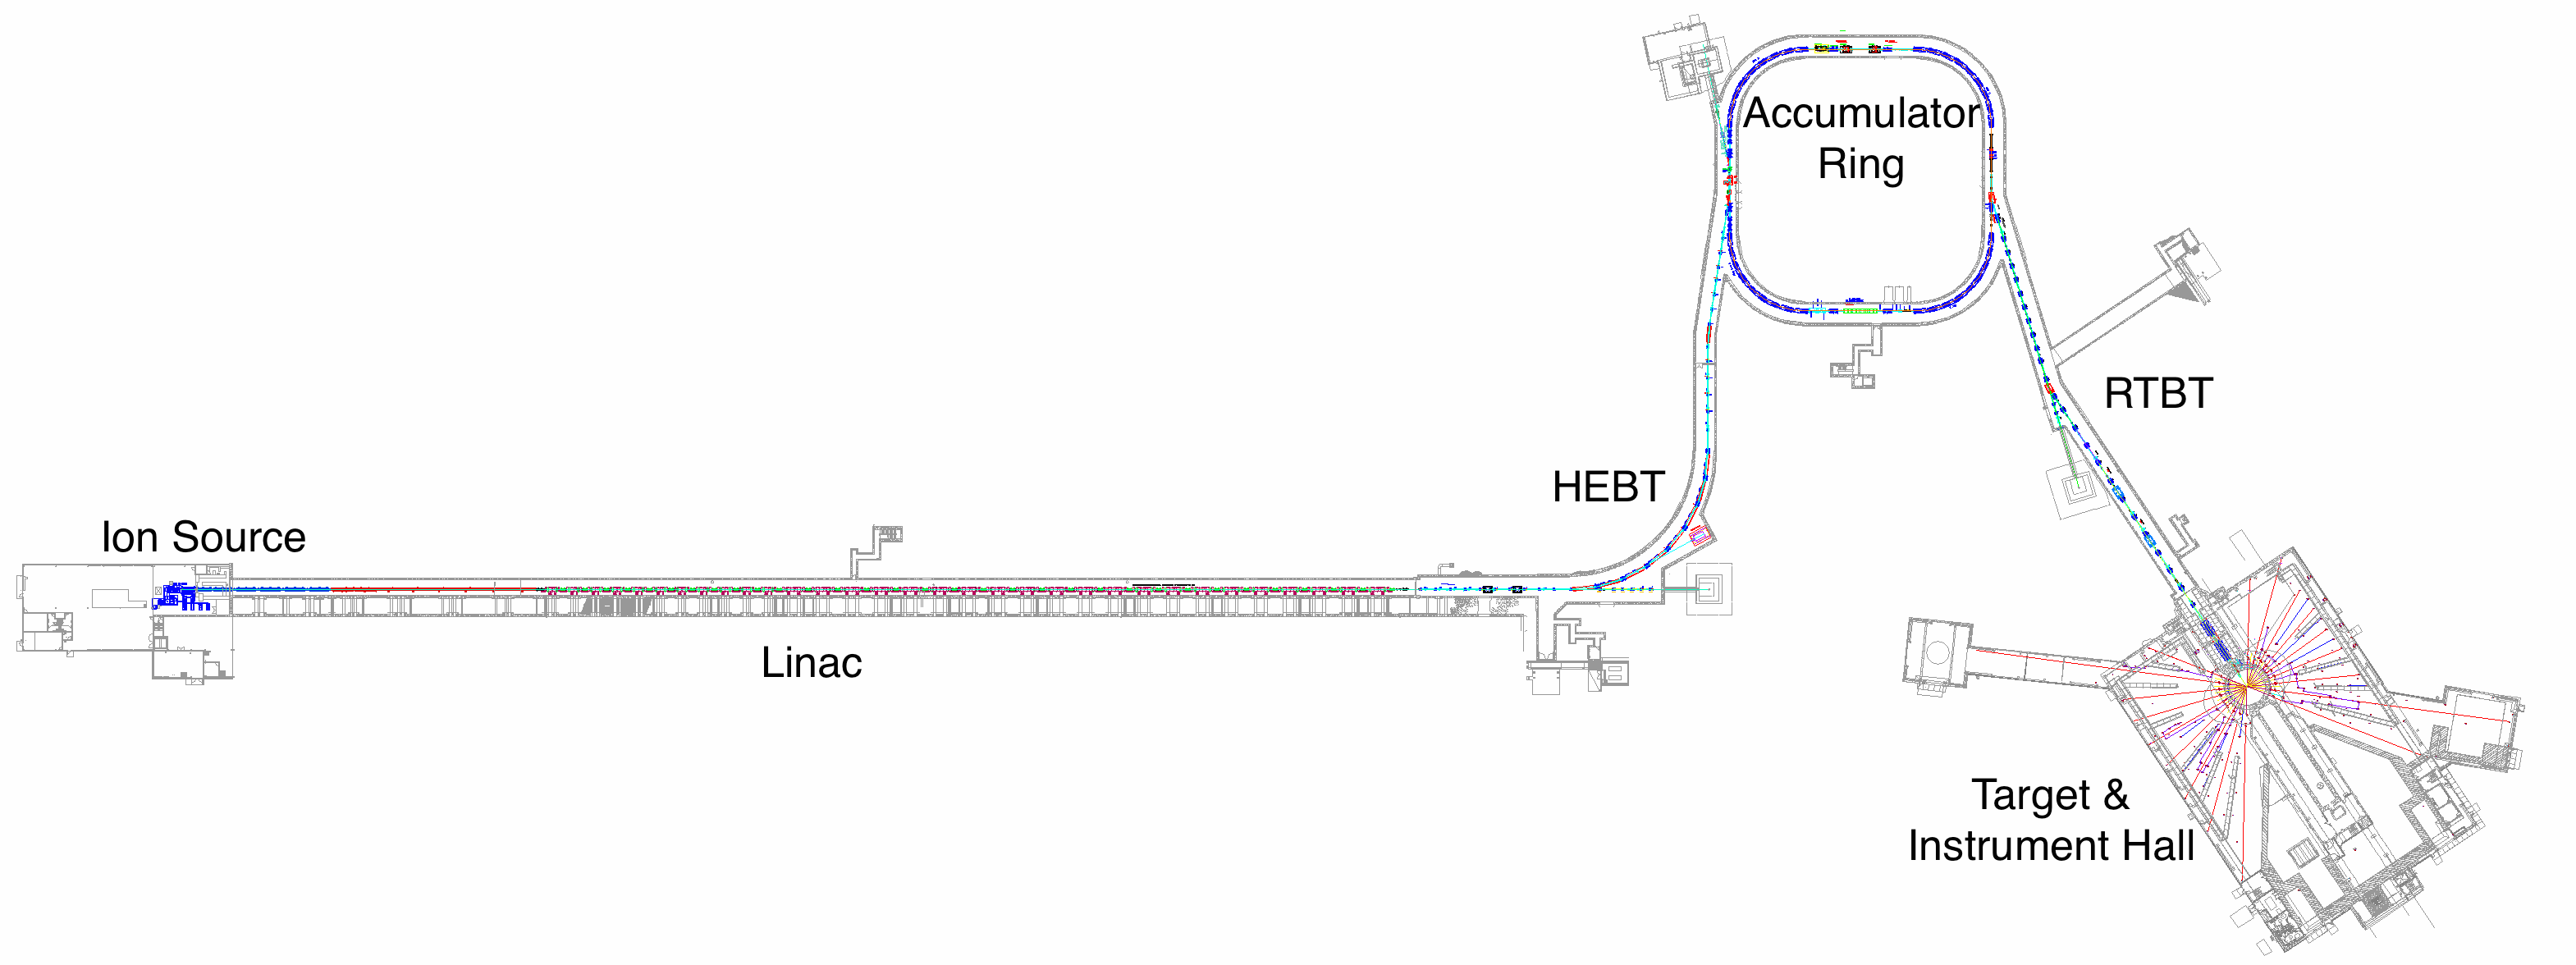 Accumulator
Ring
RTBT
HEBT
Ion Source
Linac
Target &
Instrument Hall